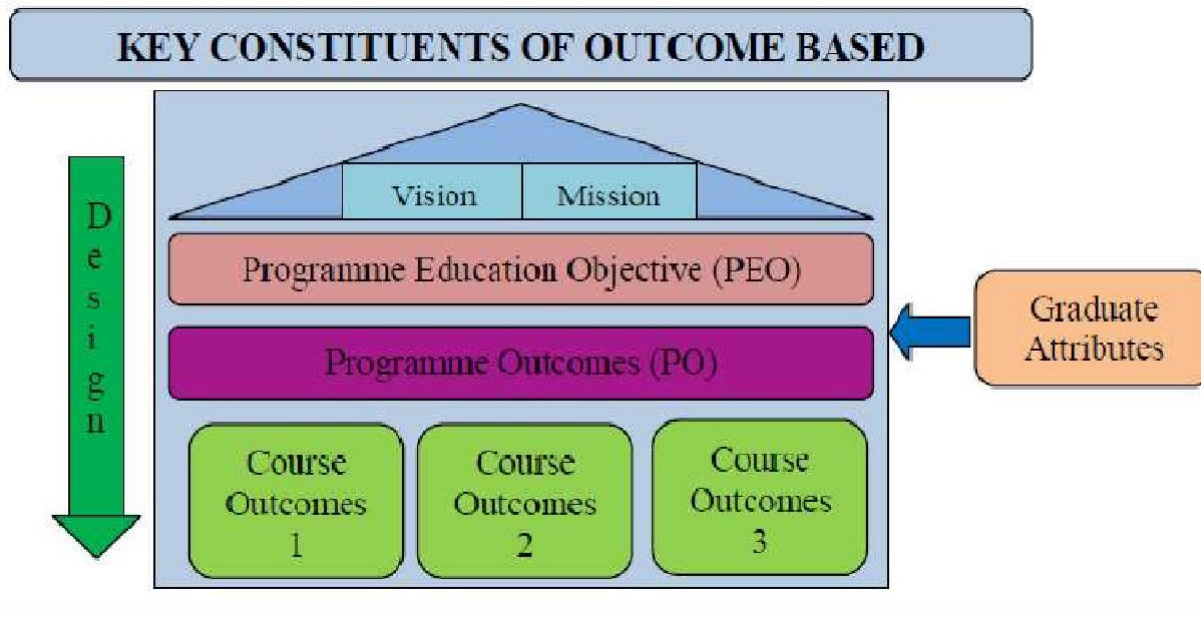 KEY CONSTITUENTS OF OUTCOME BASED
Design
Vision
Mission
Programme Education Objective (PEO)
Programme Outcomes (PO)
Graduate
Attributes
Course
Outcomes
1
Course
Outcomes
2
Course
Outcomes
3